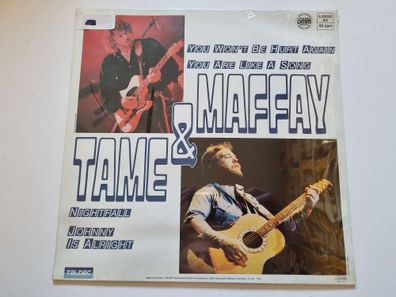 YOU WON'T BE HURT AGAIN
YOU ARE LIKE A SONG
MAFFAY
&
TAME
NIGHTFALL
JOHNNY
IS ALRIGHT
TELDEC